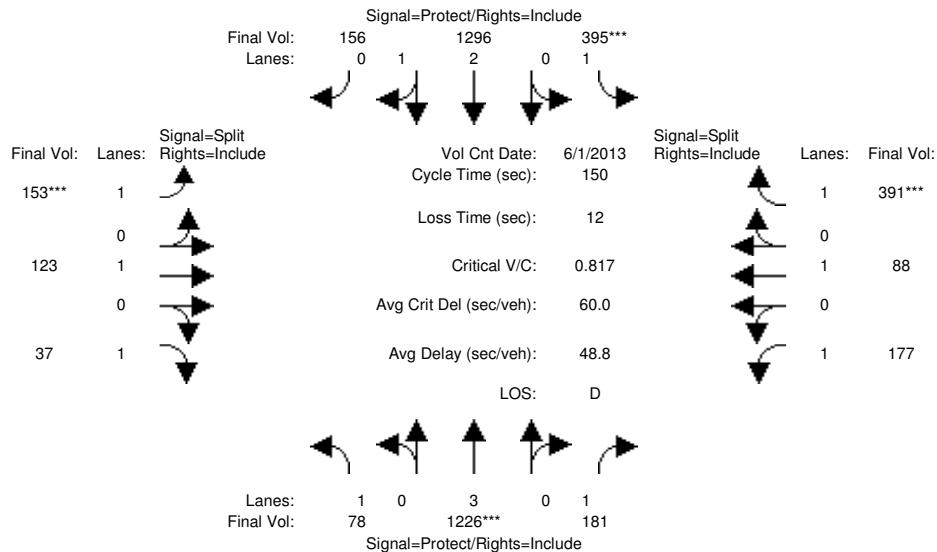 Signal=Protect/Rights=Include
Final Vol: 156 1296 395***
Lanes: 0 1 2 0 1
Signal=Split
Final Vol: Lanes: Rights=Include
Vol Cnt Date: 6/1/2013
Signal=Split
Rights=Include Lanes: Final Vol:
Cycle Time (sec): 150
153*** 1
1 391***
Loss Time (sec): 12
0
0
123 1
Critical V/C: 0.817
1 88
0
Avg Crit Del (sec/veh): 60.0
0
37 1
Avg Delay (sec/veh): 48.8
1 177
LOS: D
Lanes: 1 0 3 0 1
Final Vol: 78 1226*** 181
Signal=Protect/Rights=Include